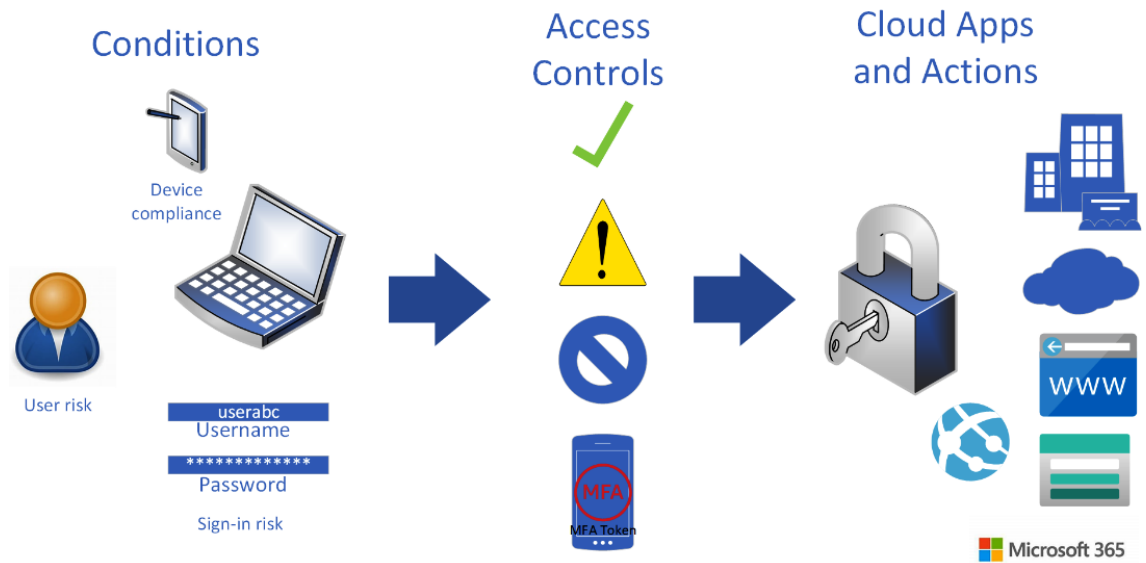 Conditions
Device
compliance
User risk
userabc
Username
*************
Password
Sign-in risk
Access
Controls
MFA
MFA Token
Cloud Apps
and Actions
WWW
Microsoft 365